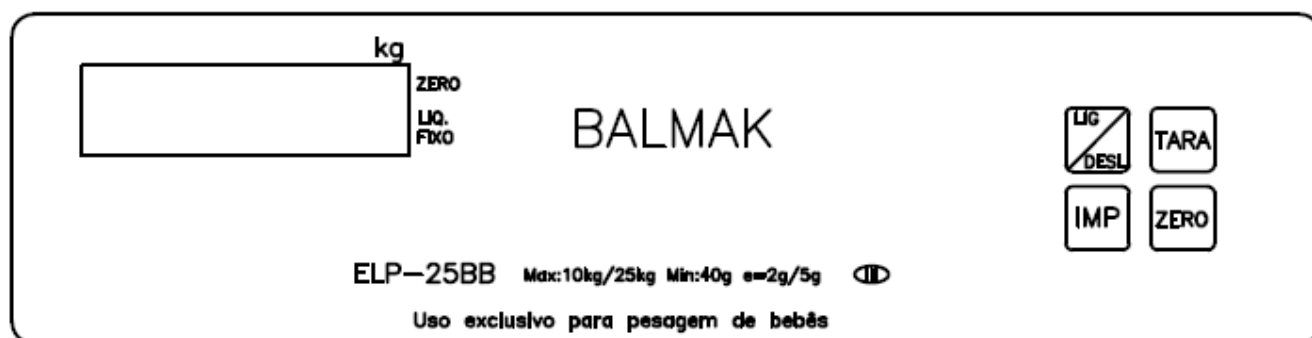 kg
ZERO
LIQ.
FIXO
BALMAK
LIG/DESL
TARA
IMP
ZERO
ELP-25BB Max:10kg/25kg Min:40g e=2g/5g III
Uso exclusivo para pesagem de bebês